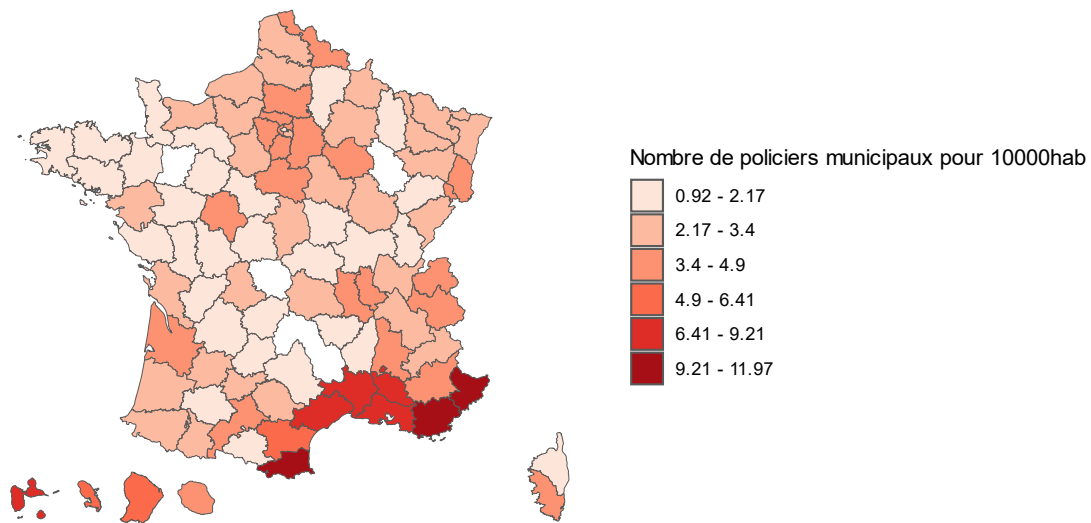 Nombre de policiers municipaux pour 10000hab
0.92 - 2.17
2.17 - 3.4
3.4 - 4.9
4.9 - 6.41
6.41 - 9.21
9.21 - 11.97